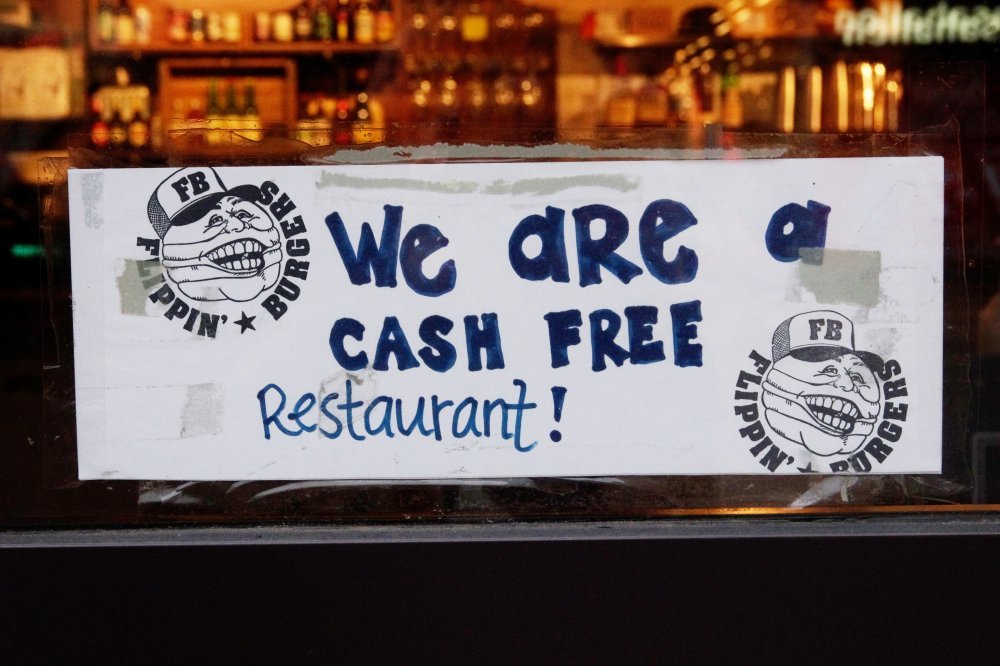 We are a
CASH FREE
Restaurant!
FB
FLIPPIN' ★ BURGERS
FB
FLIPPIN' ★ BURGERS